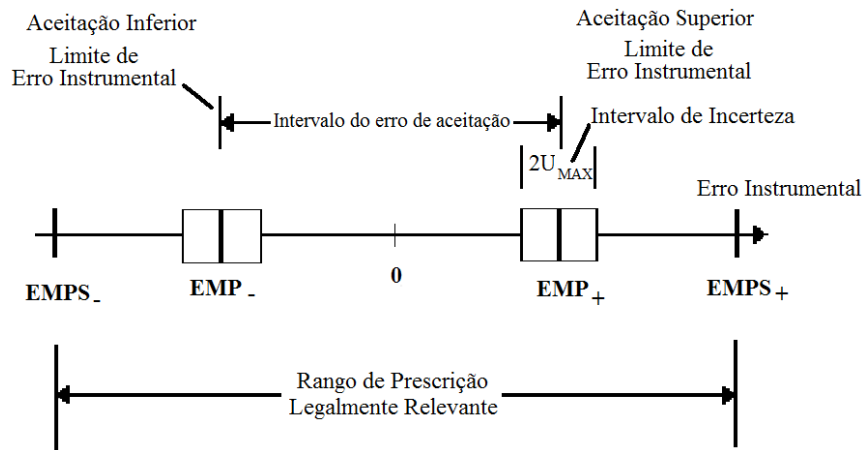 Aceitação Inferior
Limite de
Erro Instrumental
Aceitação Superior
Limite de
Erro Instrumental
Intervalo do erro de aceitação
Intervalo de Incerteza
2U MAX
Erro Instrumental
EMPS -
EMP -
0
EMP +
EMPS +
Rango de Prescrição
Legalmente Relevante